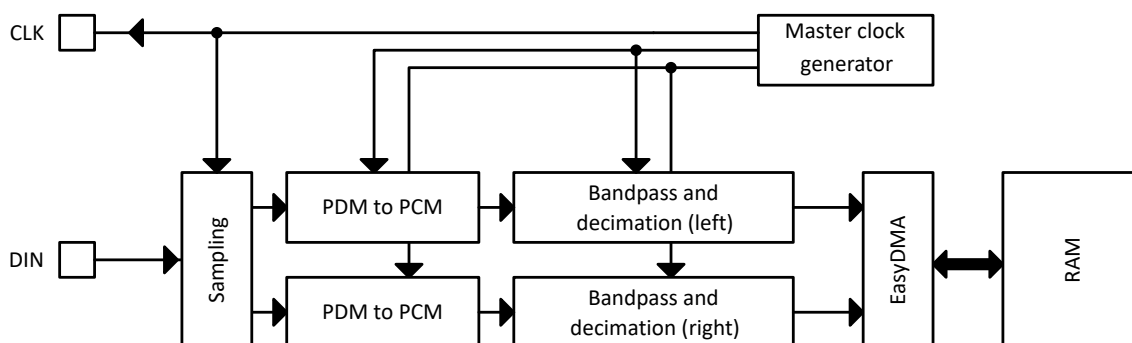 CLK
Master clock
generator
DIN
Sampling
PDM to PCM
Bandpass and
decimation (left)
PDM to PCM
Bandpass and
decimation (right)
EasyDMA
RAM